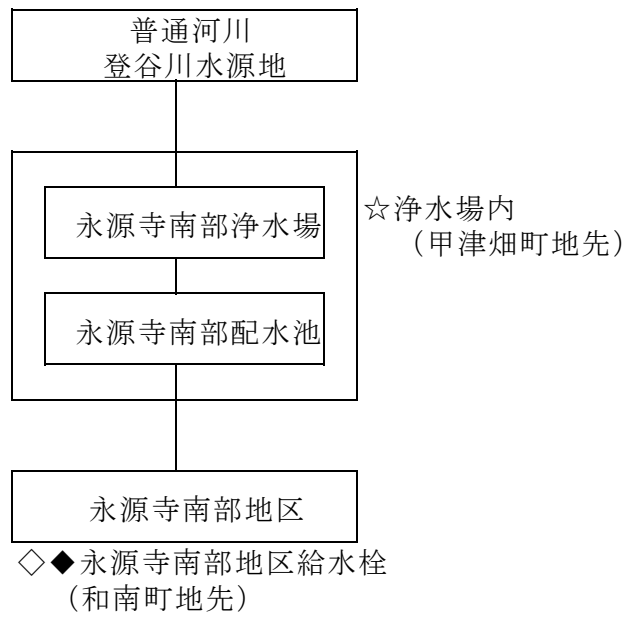 普通河川
登谷川水源地
永源寺南部浄水場
☆浄水場内
（甲津畑町地先）
永源寺南部配水池
永源寺南部地区
◇◆永源寺南部地区給水栓
（和南町地先）